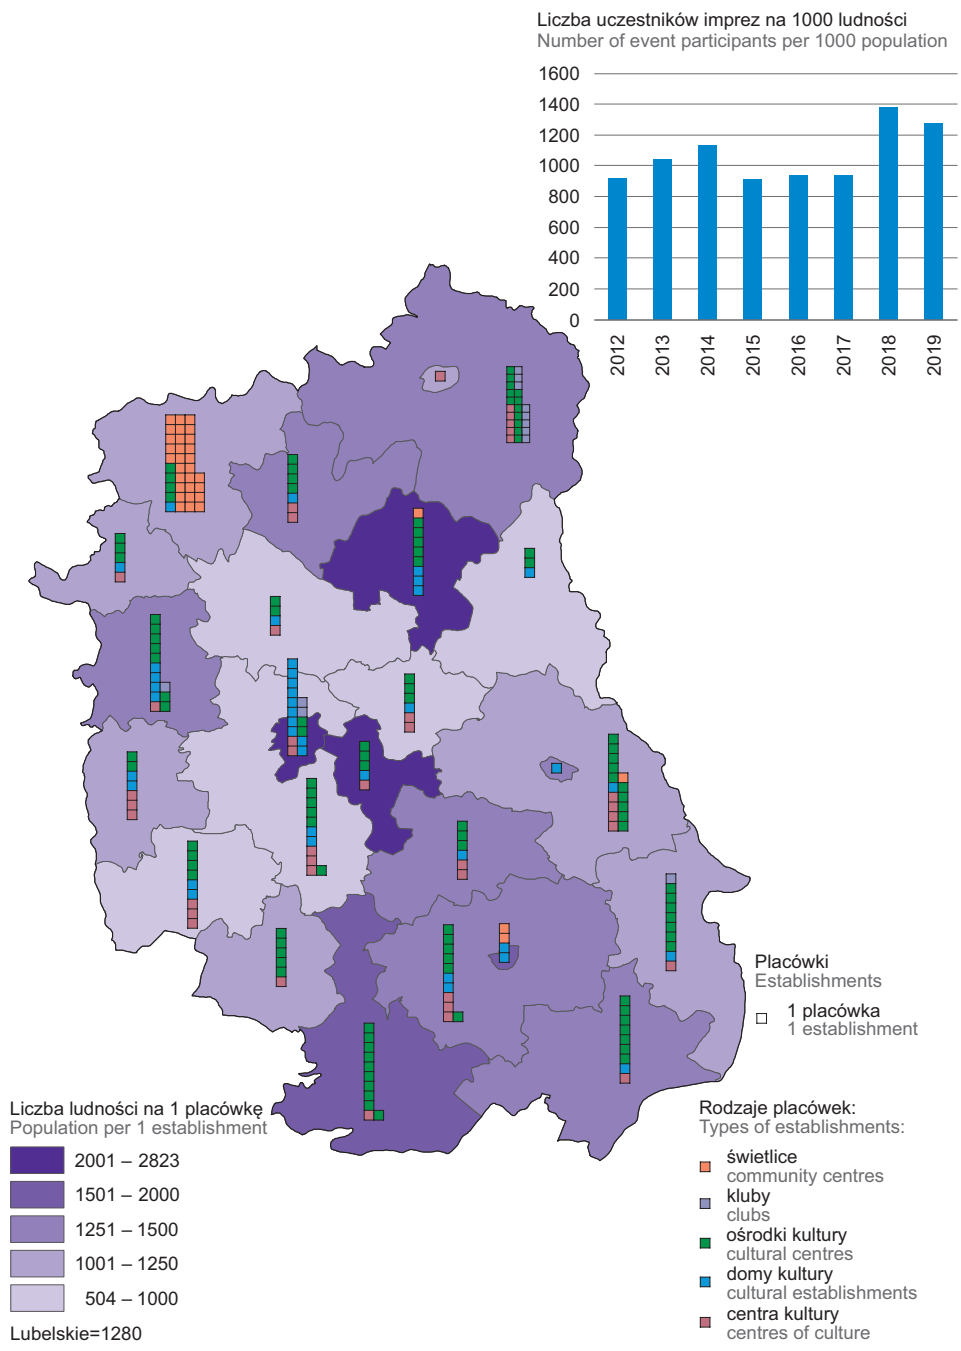 Liczba uczestników imprez na 1000 ludności
Number of event participants per 1000 population
1600
1400
1200
1000
800
600
400
200
0
2012
2013
2014
2015
2016
2017
2018
2019
Placówki
Establishments
1 placówka
1 establishment
Liczba ludności na 1 placówkę
Population per 1 establishment
2001 – 2823
1501 – 2000
1251 – 1500
1001 – 1250
504 – 1000
Lubelskie=1280
Rodzaje placówek:
Types of establishments:
świetlice
community centres
kluby
clubs
ośrodki kultury
cultural centres
domy kultury
cultural establishments
centra kultury
centres of culture